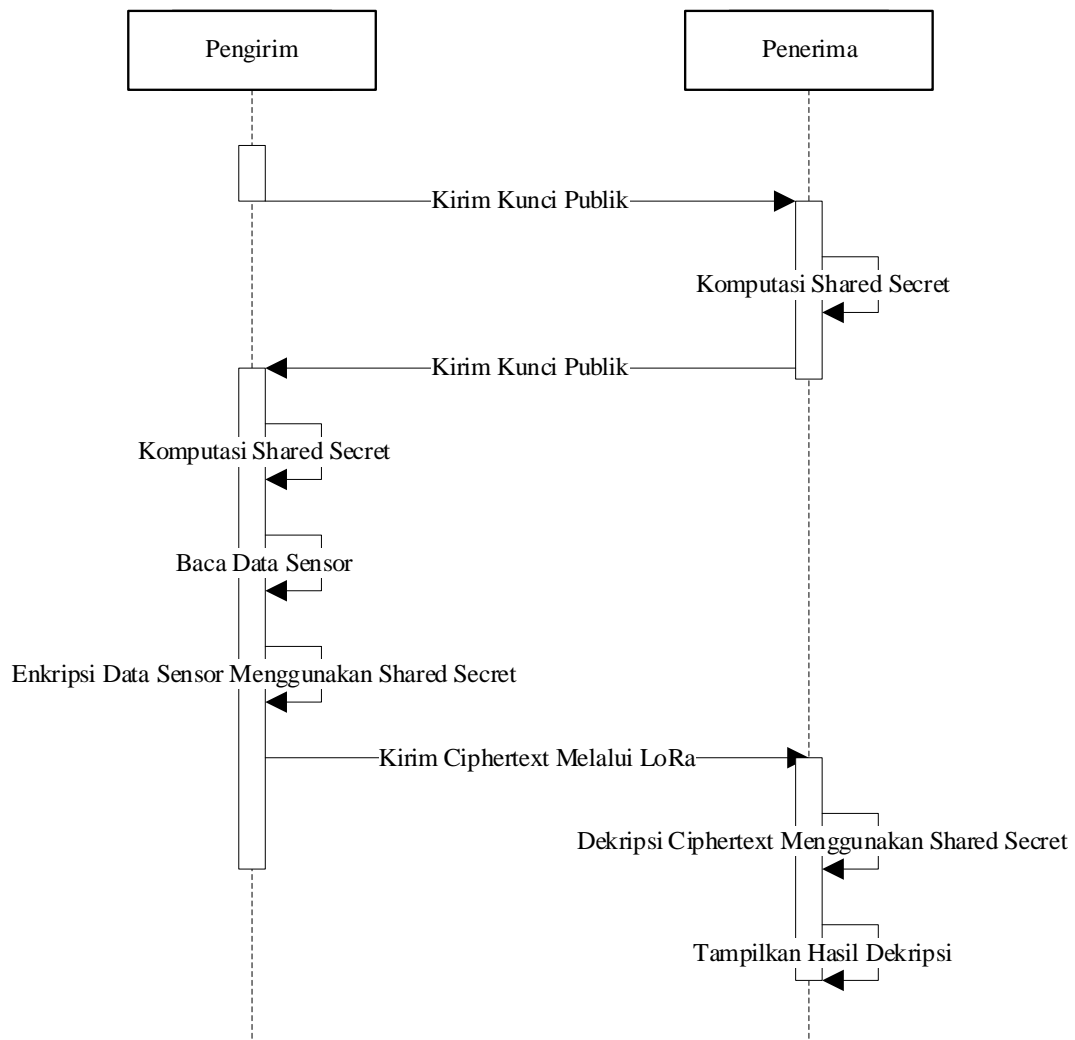 Pengirim
Penerima
Kirim Kunci Publik
Komputasi Shared Secret
Kirim Kunci Publik
Komputasi Shared Secret
Baca Data Sensor
Enkripsi Data Sensor Menggunakan Shared Secret
Kirim Ciphertext Melalui LoRa
Dekripsi Ciphertext Menggunakan Shared Secret
Tampilkan Hasil Dekripsi